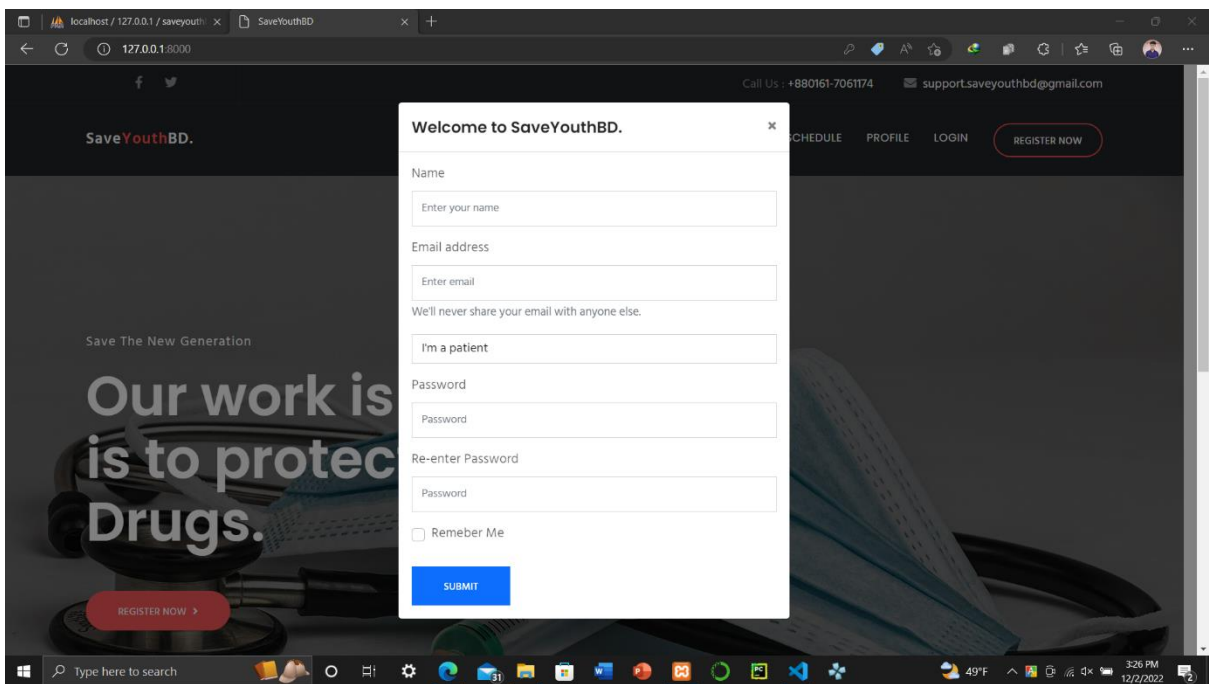 localhost / 127.0.0.1 / saveyouth
SaveYouthBD
127.0.0.1:8000
Call Us : +880161-7061174
support.saveyouthbd@gmail.com
SaveYouthBD.
SCHEDULE
PROFILE
LOGIN
REGISTER NOW
Welcome to SaveYouthBD.
×
Name
Enter your name
Email address
Enter email
We'll never share your email with anyone else.
I'm a patient
Password
Password
Re-enter Password
Password
Remeber Me
SUBMIT
Save The New Generation
Our work is
is to protec
Drugs.
REGISTER NOW >
Type here to search
31
49°F
3:26 PM
12/2/2022
2